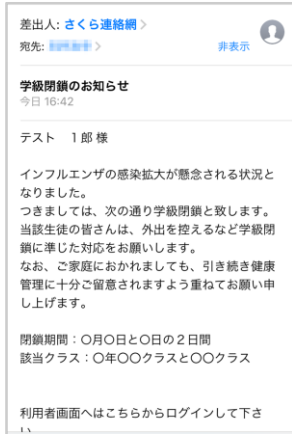 差出人: さくら連絡網 >
宛先: >
非表示
学級閉鎖のお知らせ
今日 16:42
テスト　１郎 様
インフルエンザの感染拡大が懸念される状況と
なりました。
つきましては、次の通り学級閉鎖と致します。
当該生徒の皆さんは、外出を控えるなど学級閉
鎖に準じた対応をお願いします。
なお、ご家庭におかれましても、引き続き健康
管理に十分ご留意されますよう重ねてお願い申
し上げます。
閉鎖期間：〇月〇日と〇日の２日間
該当クラス：〇年〇〇クラスと〇〇クラス
利用者画面へはこちらからログインして下さ
い